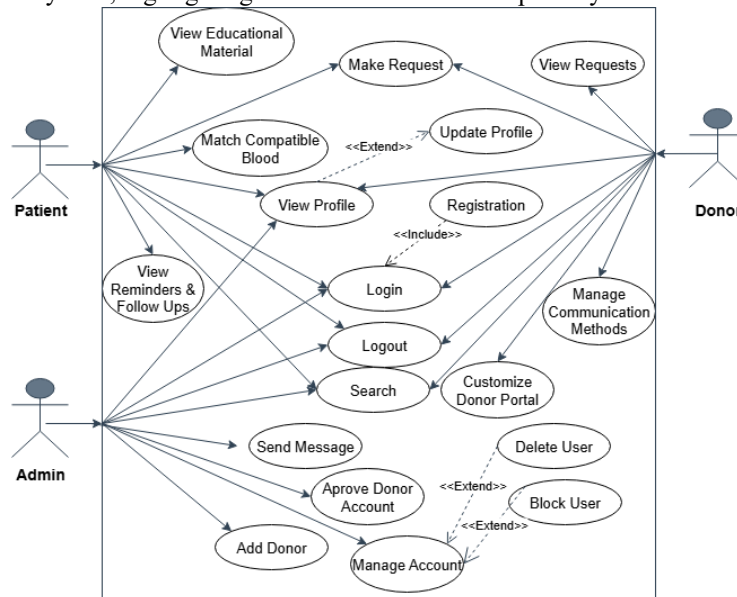 View Educational
Material
Make Request
View Requests
Match Compatible
Blood
<<Extend>>
Update Profile
Patient
View Profile
Registration
Donor
<<Include>>
View
Reminders &
Follow Ups
Login
Manage
Communication
Methods
Logout
Search
Customize
Donor Portal
Admin
Send Message
Delete User
<<Extend>>
Aprove Donor
Account
Block User
<<Extend>>
Add Donor
Manage Account